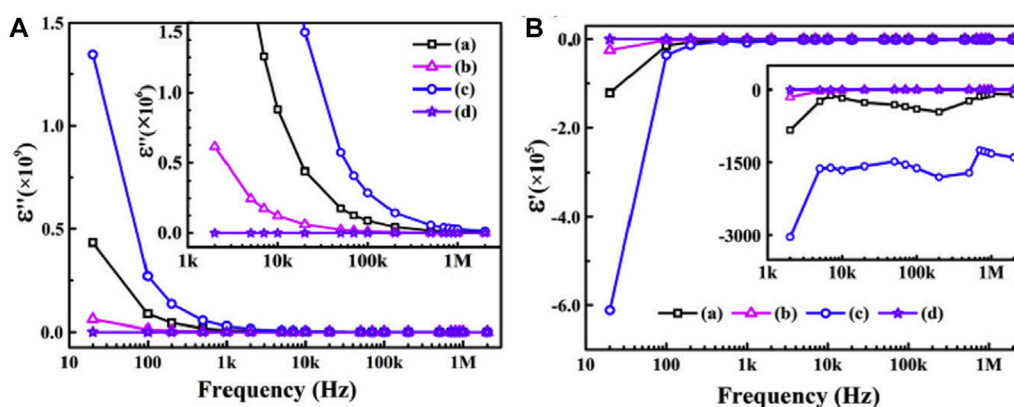 A
ε''(×10⁹)
1.5
1.0
0.5
0.0
10
100
1k
10k
100k
1M
Frequency (Hz)
ε''(×10⁶)
1.5
1.0
0.5
0.0
1k
10k
100k
1M
(a)
(b)
(c)
(d)
B
ε'(×10⁵)
0.0
-2.0
-4.0
-6.0
10
100
1k
10k
100k
1M
Frequency (Hz)
0
-1500
-3000
1k
10k
100k
1M
(a)
(b)
(c)
(d)